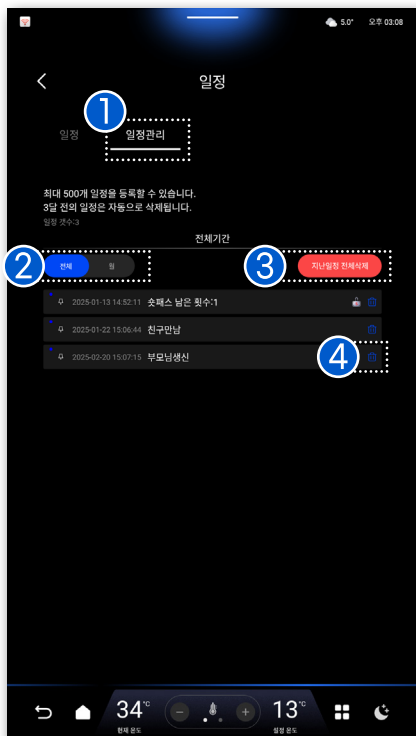 5.0° 오후 03:08
일정
1
일정 일정관리
최대 500개 일정을 등록할 수 있습니다.
3달 전의 일정은 자동으로 삭제됩니다.
일정 갯수:3
전체기간
2 전체 월 3 지난일정 전체삭제
2025-01-13 14:52:11 숏패스 남은 횟수:1
2025-01-22 15:06:44 친구만남
2025-02-20 15:07:15 부모님생신 4
34°C 13°C
현재 온도 설정 온도